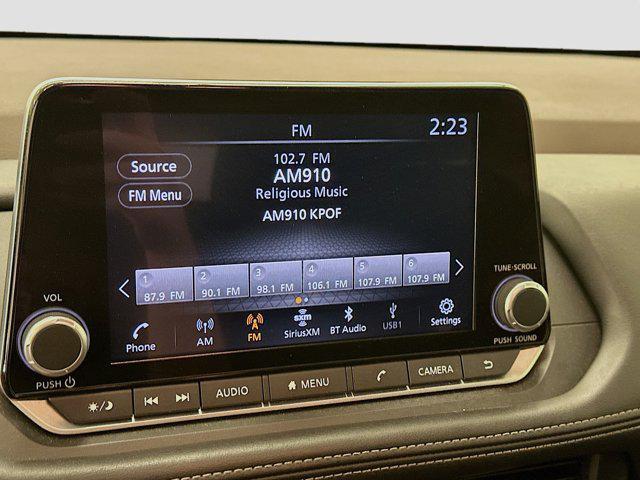 FM
2:23
Source
102.7 FM
AM910
FM Menu
Religious Music
AM910 KPOF
1 2 3 4 5 6
87.9 FM 90.1 FM 98.1 FM 106.1 FM 107.9 FM 107.9 FM
Phone AM FM sxm SiriusXM BT Audio USB1 Settings
VOL
PUSH
TUNE·SCROLL
PUSH SOUND
AUDIO MENU CAMERA